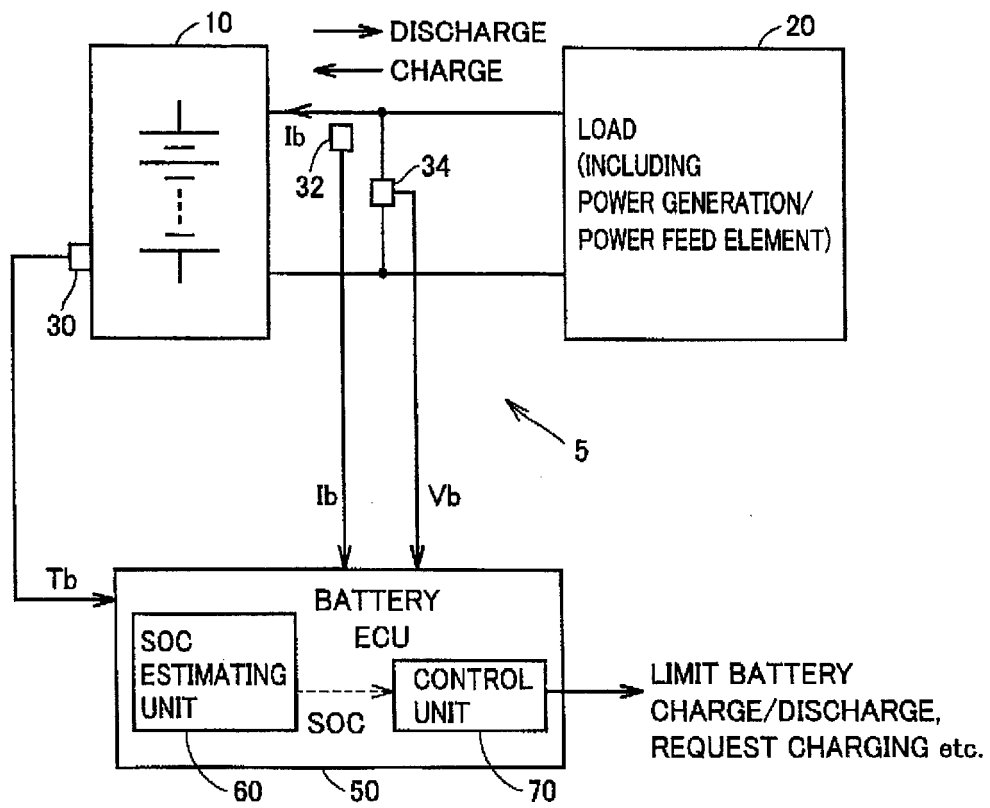 10
DISCHARGE
CHARGE
20
Ib
32
34
LOAD
(INCLUDING
POWER GENERATION/
POWER FEED ELEMENT)
30
5
Ib
Vb
Tb
BATTERY
ECU
SOC
ESTIMATING
UNIT
SOC
CONTROL
UNIT
LIMIT BATTERY
CHARGE/DISCHARGE,
REQUEST CHARGING etc.
60
50
70